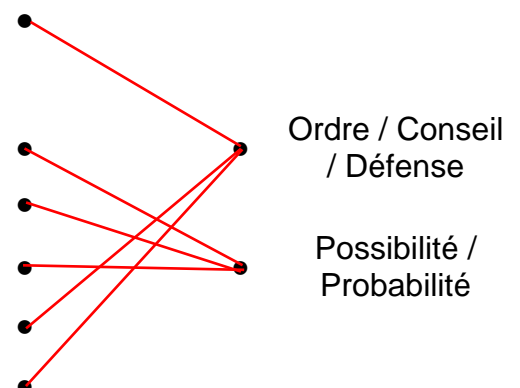 Ordre / Conseil
/ Défense
Possibilité /
Probabilité